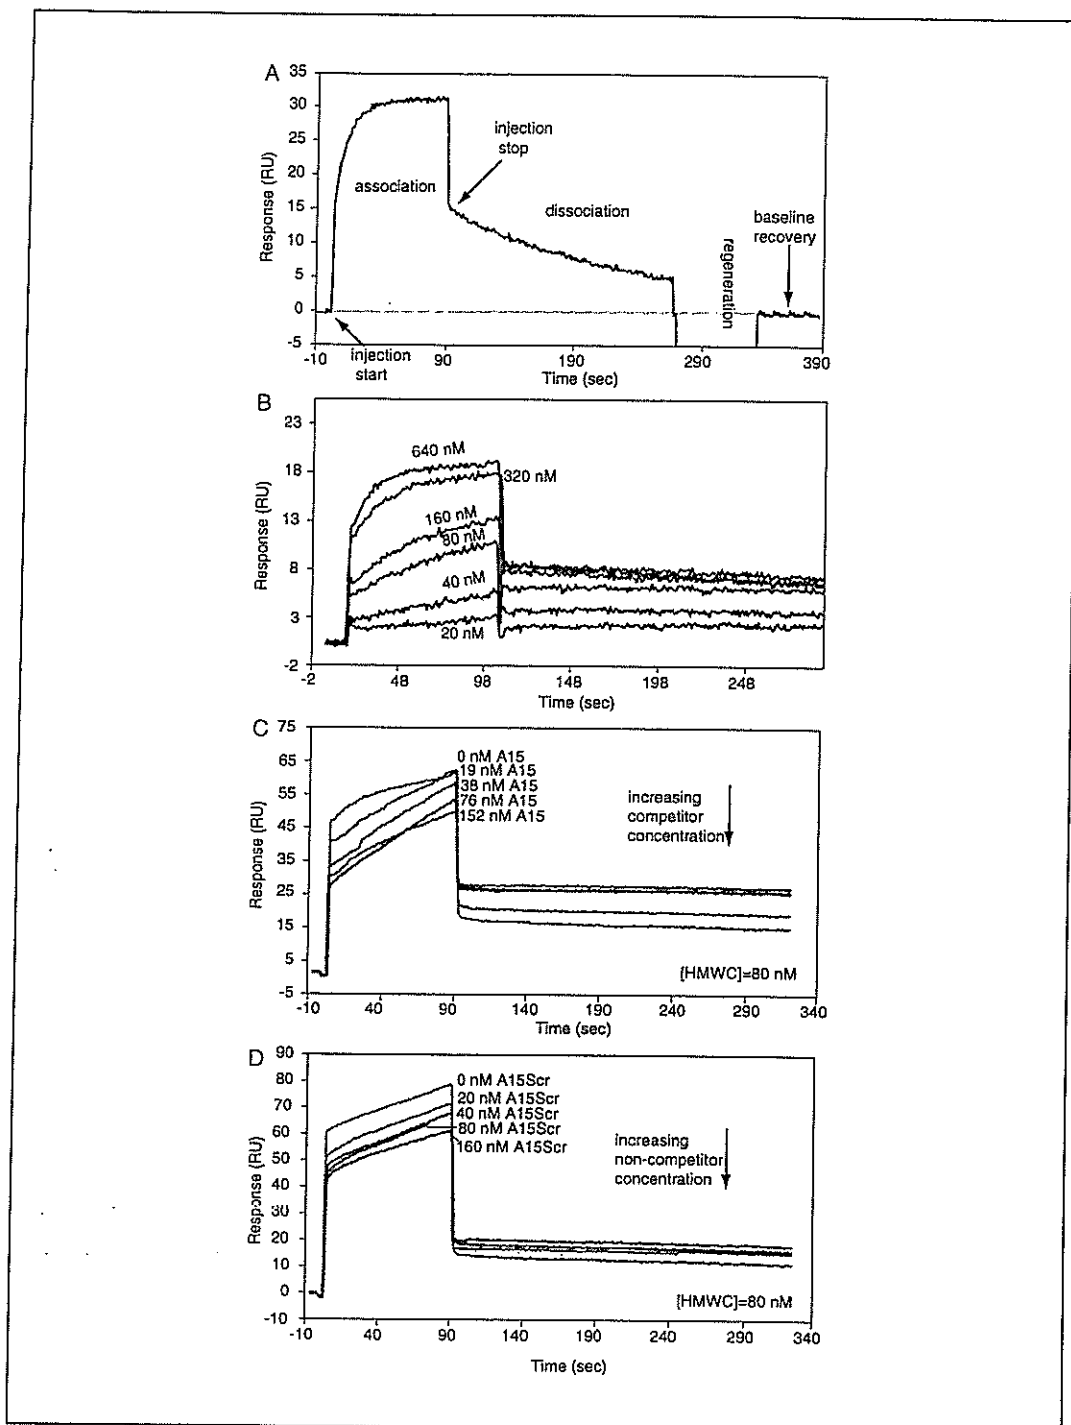 A
35
30
25
20
15
10
5
0
-5
Response (RU)
association
injection
stop
dissociation
regeneration
baseline
recovery
injection
start
-10
90
190
290
390
Time (sec)
B
23
18
13
8
3
-2
Response (RU)
640 nM
320 nM
160 nM
80 nM
40 nM
20 nM
-2
48
98
148
198
248
Time (sec)
C
75
65
55
45
35
25
15
5
-5
Response (RU)
0 nM A15
19 nM A15
38 nM A15
76 nM A15
152 nM A15
increasing
competitor
concentration
[HMWC]=80 nM
-10
40
90
140
190
240
290
340
Time (sec)
D
90
80
70
60
50
40
30
20
10
0
-10
Response (RU)
0 nM A15Scr
20 nM A15Scr
40 nM A15Scr
80 nM A15Scr
160 nM A15Scr
increasing
non-competitor
concentration
[HMWC]=80 nM
-10
40
90
140
190
240
290
340
Time (sec)